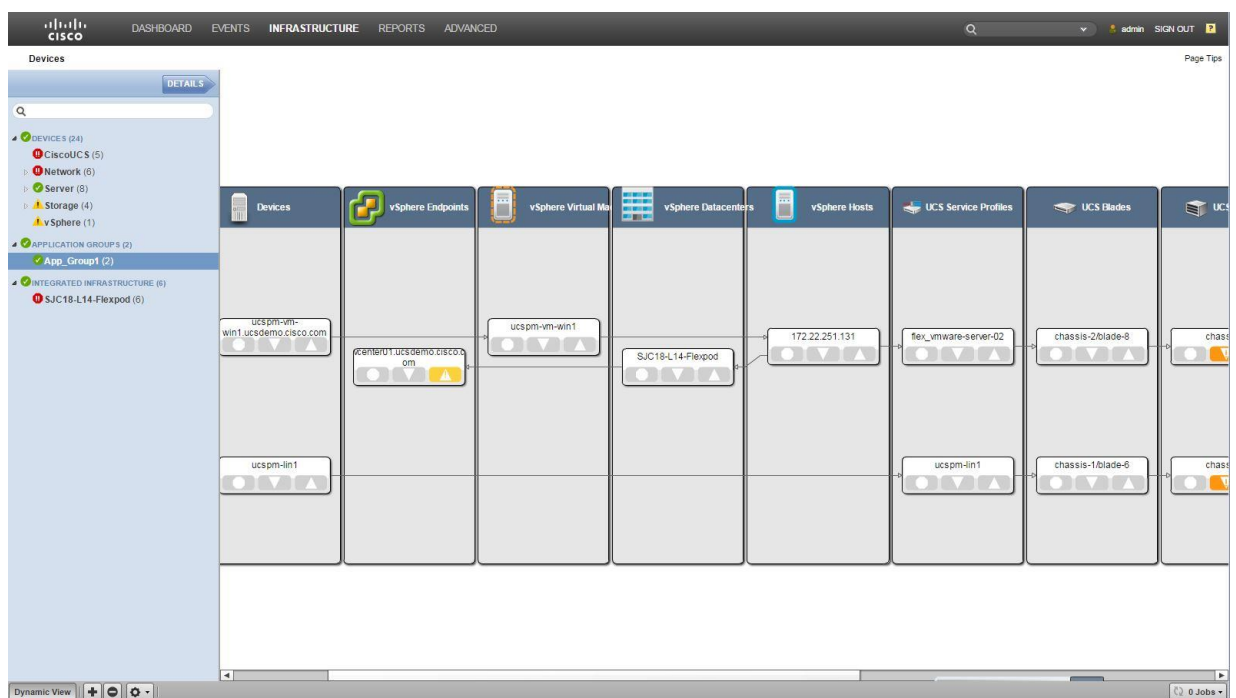 cisco DASHBOARD EVENTS INFRASTRUCTURE REPORTS ADVANCED admin SIGN OUT ?
Devices Page Tips
DETAILS
DEVICES (24)
CiscoUCS (5)
Network (6)
Server (8)
Storage (4)
vSphere (1)
APPLICATION GROUPS (2)
App_Group1 (2)
INTEGRATED INFRASTRUCTURE (6)
SJC18-L14-Flexpod (6)
Devices vSphere Endpoints vSphere Virtual Ma vSphere Datacenters vSphere Hosts UCS Service Profiles UCS Blades UCS
ucspm-vm-
win1.ucsdemo.cisco.com
vcenter01.ucsdemo.cisco.c
om
ucspm-vm-win1
SJC18-L14-Flexpod
172.22.251.131
flex_vmware-server-02
chassis-2/blade-8
chass
ucspm-lin1
ucspm-lin1
chassis-1/blade-6
chass
Dynamic View 0 Jobs